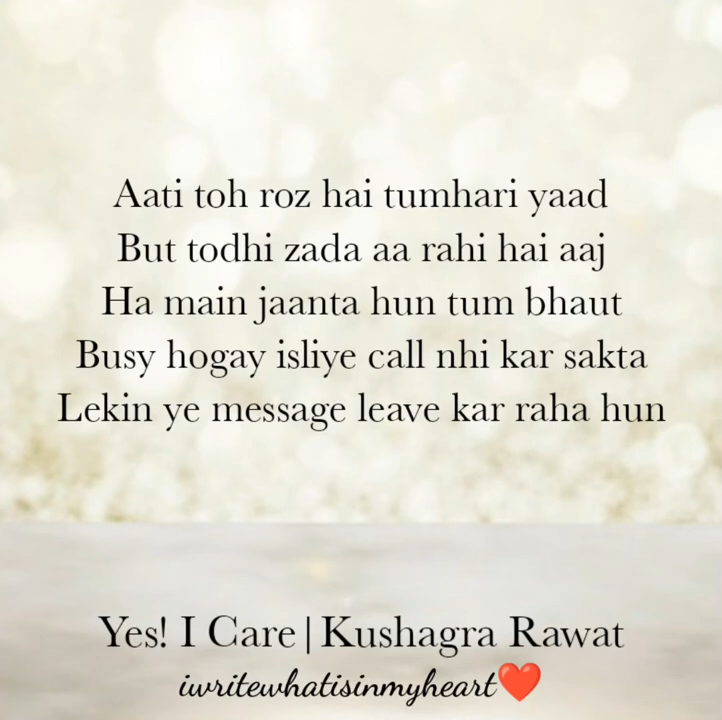 Aati toh roz hai tumhari yaad
But todhi zada aa rahi hai aaj
Ha main jaanta hun tum bhaut
Busy hogay isliye call nhi kar sakta
Lekin ye message leave kar raha hun
Yes! I Care|Kushagra Rawat
iwritewhatisinmyheart❤️